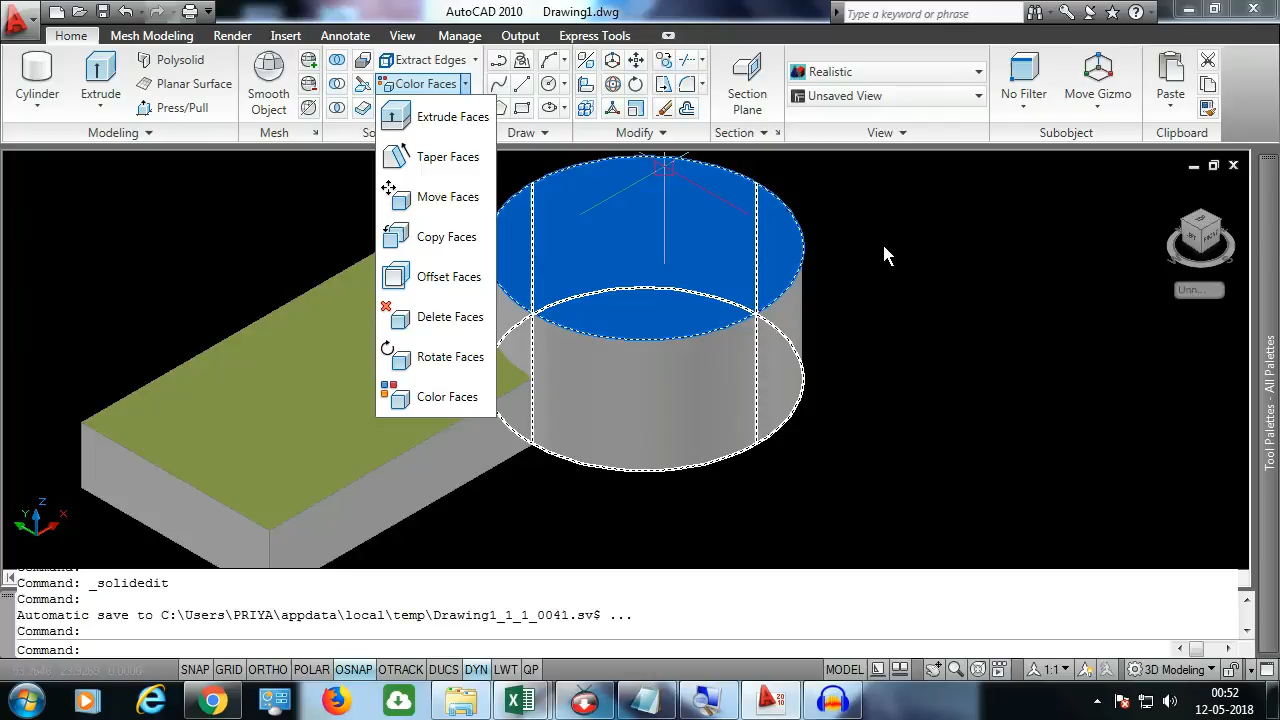 AutoCAD 2010 Drawing1.dwg
Type a keyword or phrase
Home Mesh Modeling Render Insert Annotate View Manage Output Express Tools
Cylinder
Extrude
Polysolid
Planar Surface
Press/Pull
Modeling
Smooth Object
Mesh
Extract Edges
Color Faces
So
Draw
Modify
Section Plane
Section
Realistic
Unsaved View
View
No Filter
Move Gizmo
Subobject
Paste
Clipboard
Extrude Faces
Taper Faces
Move Faces
Copy Faces
Offset Faces
Delete Faces
Rotate Faces
Color Faces
Unn...
Tool Palettes - All Palettes
Z
Y
X
Command: _solidedit
Command:
Automatic save to C:\Users\PRIYA\appdata\local\temp\Drawing1_1_1_0041.sv$ ...
Command:
Command:
SNAP GRID ORTHO POLAR OSNAP OTRACK DUCS DYN LWT QP MODEL 1:1 3D Modeling
00:52
12-05-2018